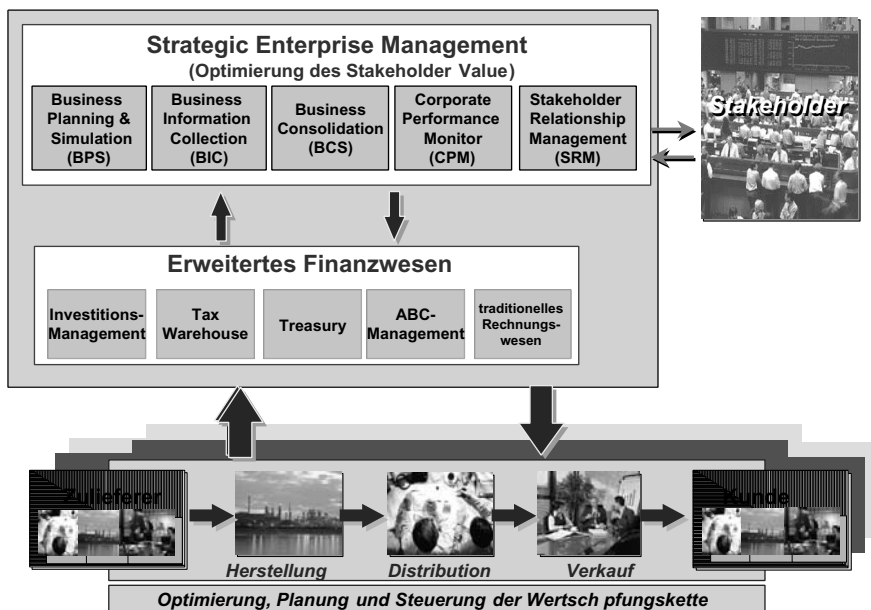 Strategic Enterprise Management
(Optimierung des Stakeholder Value)
Business
Planning &
Simulation
(BPS)
Business
Information
Collection
(BIC)
Business
Consolidation
(BCS)
Corporate
Performance
Monitor
(CPM)
Stakeholder
Relationship
Management
(SRM)
Stakeholder
Erweitertes Finanzwesen
Investitions-
Management
Tax
Warehouse
Treasury
ABC-
Management
traditionelles
Rechnungs-
wesen
Zulieferer
Kunde
Herstellung
Distribution
Verkauf
Optimierung, Planung und Steuerung der Wertsch pfungskette